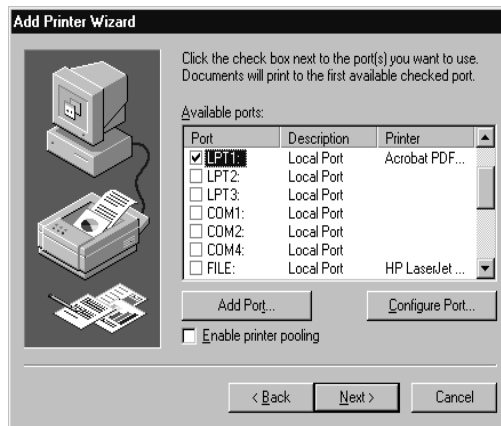 Add Printer Wizard
Click the check box next to the port(s) you want to use.
Documents will print to the first available checked port.
Available ports:
Port Description Printer
LPT1: Local Port Acrobat PDF...
LPT2: Local Port
LPT3: Local Port
COM1: Local Port
COM2: Local Port
COM4: Local Port
FILE: Local Port HP LaserJet ...
Add Port... Configure Port...
Enable printer pooling
< Back Next > Cancel